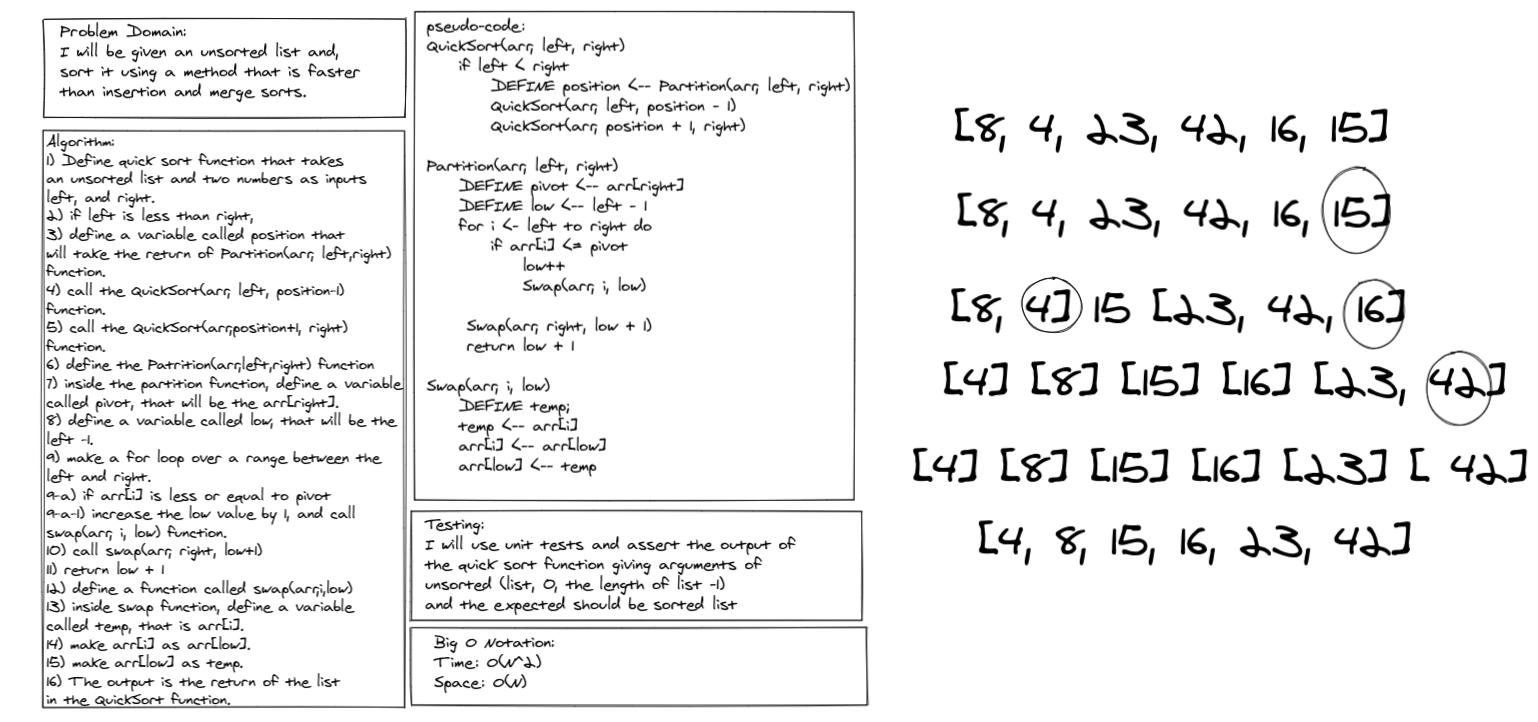 Problem Domain:
I will be given an unsorted list and,
sort it using a method that is faster
than insertion and merge sorts.
Algorithm:
1) Define quick sort function that takes
an unsorted list and two numbers as inputs
left, and right.
2) if left is less than right,
3) define a variable called position that
will take the return of Partition(arr, left,right)
function.
4) call the QuickSort(arr, left, position-1)
function.
5) call the QuickSort(arr,position+1, right)
function.
6) define the Patrition(arr,left,right) function
7) inside the partition function, define a variable
called pivot, that will be the arr[right].
8) define a variable called low, that will be the
left -1.
9) make a for loop over a range between the
left and right.
9-a) if arr[i] is less or equal to pivot
9-a-1) increase the low value by 1, and call
swap(arr, i, low) function.
10) call swap(arr, right, low+1)
11) return low + 1
12) define a function called swap(arr,i,low)
13) inside swap function, define a variable
called temp, that is arr[i].
14) make arr[i] as arr[low].
15) make arr[low] as temp.
16) The output is the return of the list
in the QuickSort function.
pseudo-code:
QuickSort(arr, left, right)
if left < right
DEFINE position <-- Partition(arr, left, right)
QuickSort(arr, left, position - 1)
QuickSort(arr, position + 1, right)
Partition(arr, left, right)
DEFINE pivot <-- arr[right]
DEFINE low <-- left - 1
for i <- left to right do
if arr[i] <= pivot
low++
Swap(arr, i, low)
Swap(arr, right, low + 1)
return low + 1
Swap(arr, i, low)
DEFINE temp;
temp <-- arr[i]
arr[i] <-- arr[low]
arr[low] <-- temp
Testing:
I will use unit tests and assert the output of
the quick sort function giving arguments of
unsorted (list, 0, the length of list -1)
and the expected should be sorted list
Big O Notation:
Time: O(N^2)
Space: O(N)
[8, 4, 23, 42, 16, 15]
[8, 4, 23, 42, 16, 15]
[8, 4] 15 [23, 42, 16]
[4] [8] [15] [16] [23, 42]
[4] [8] [15] [16] [23] [ 42]
[4, 8, 15, 16, 23, 42]